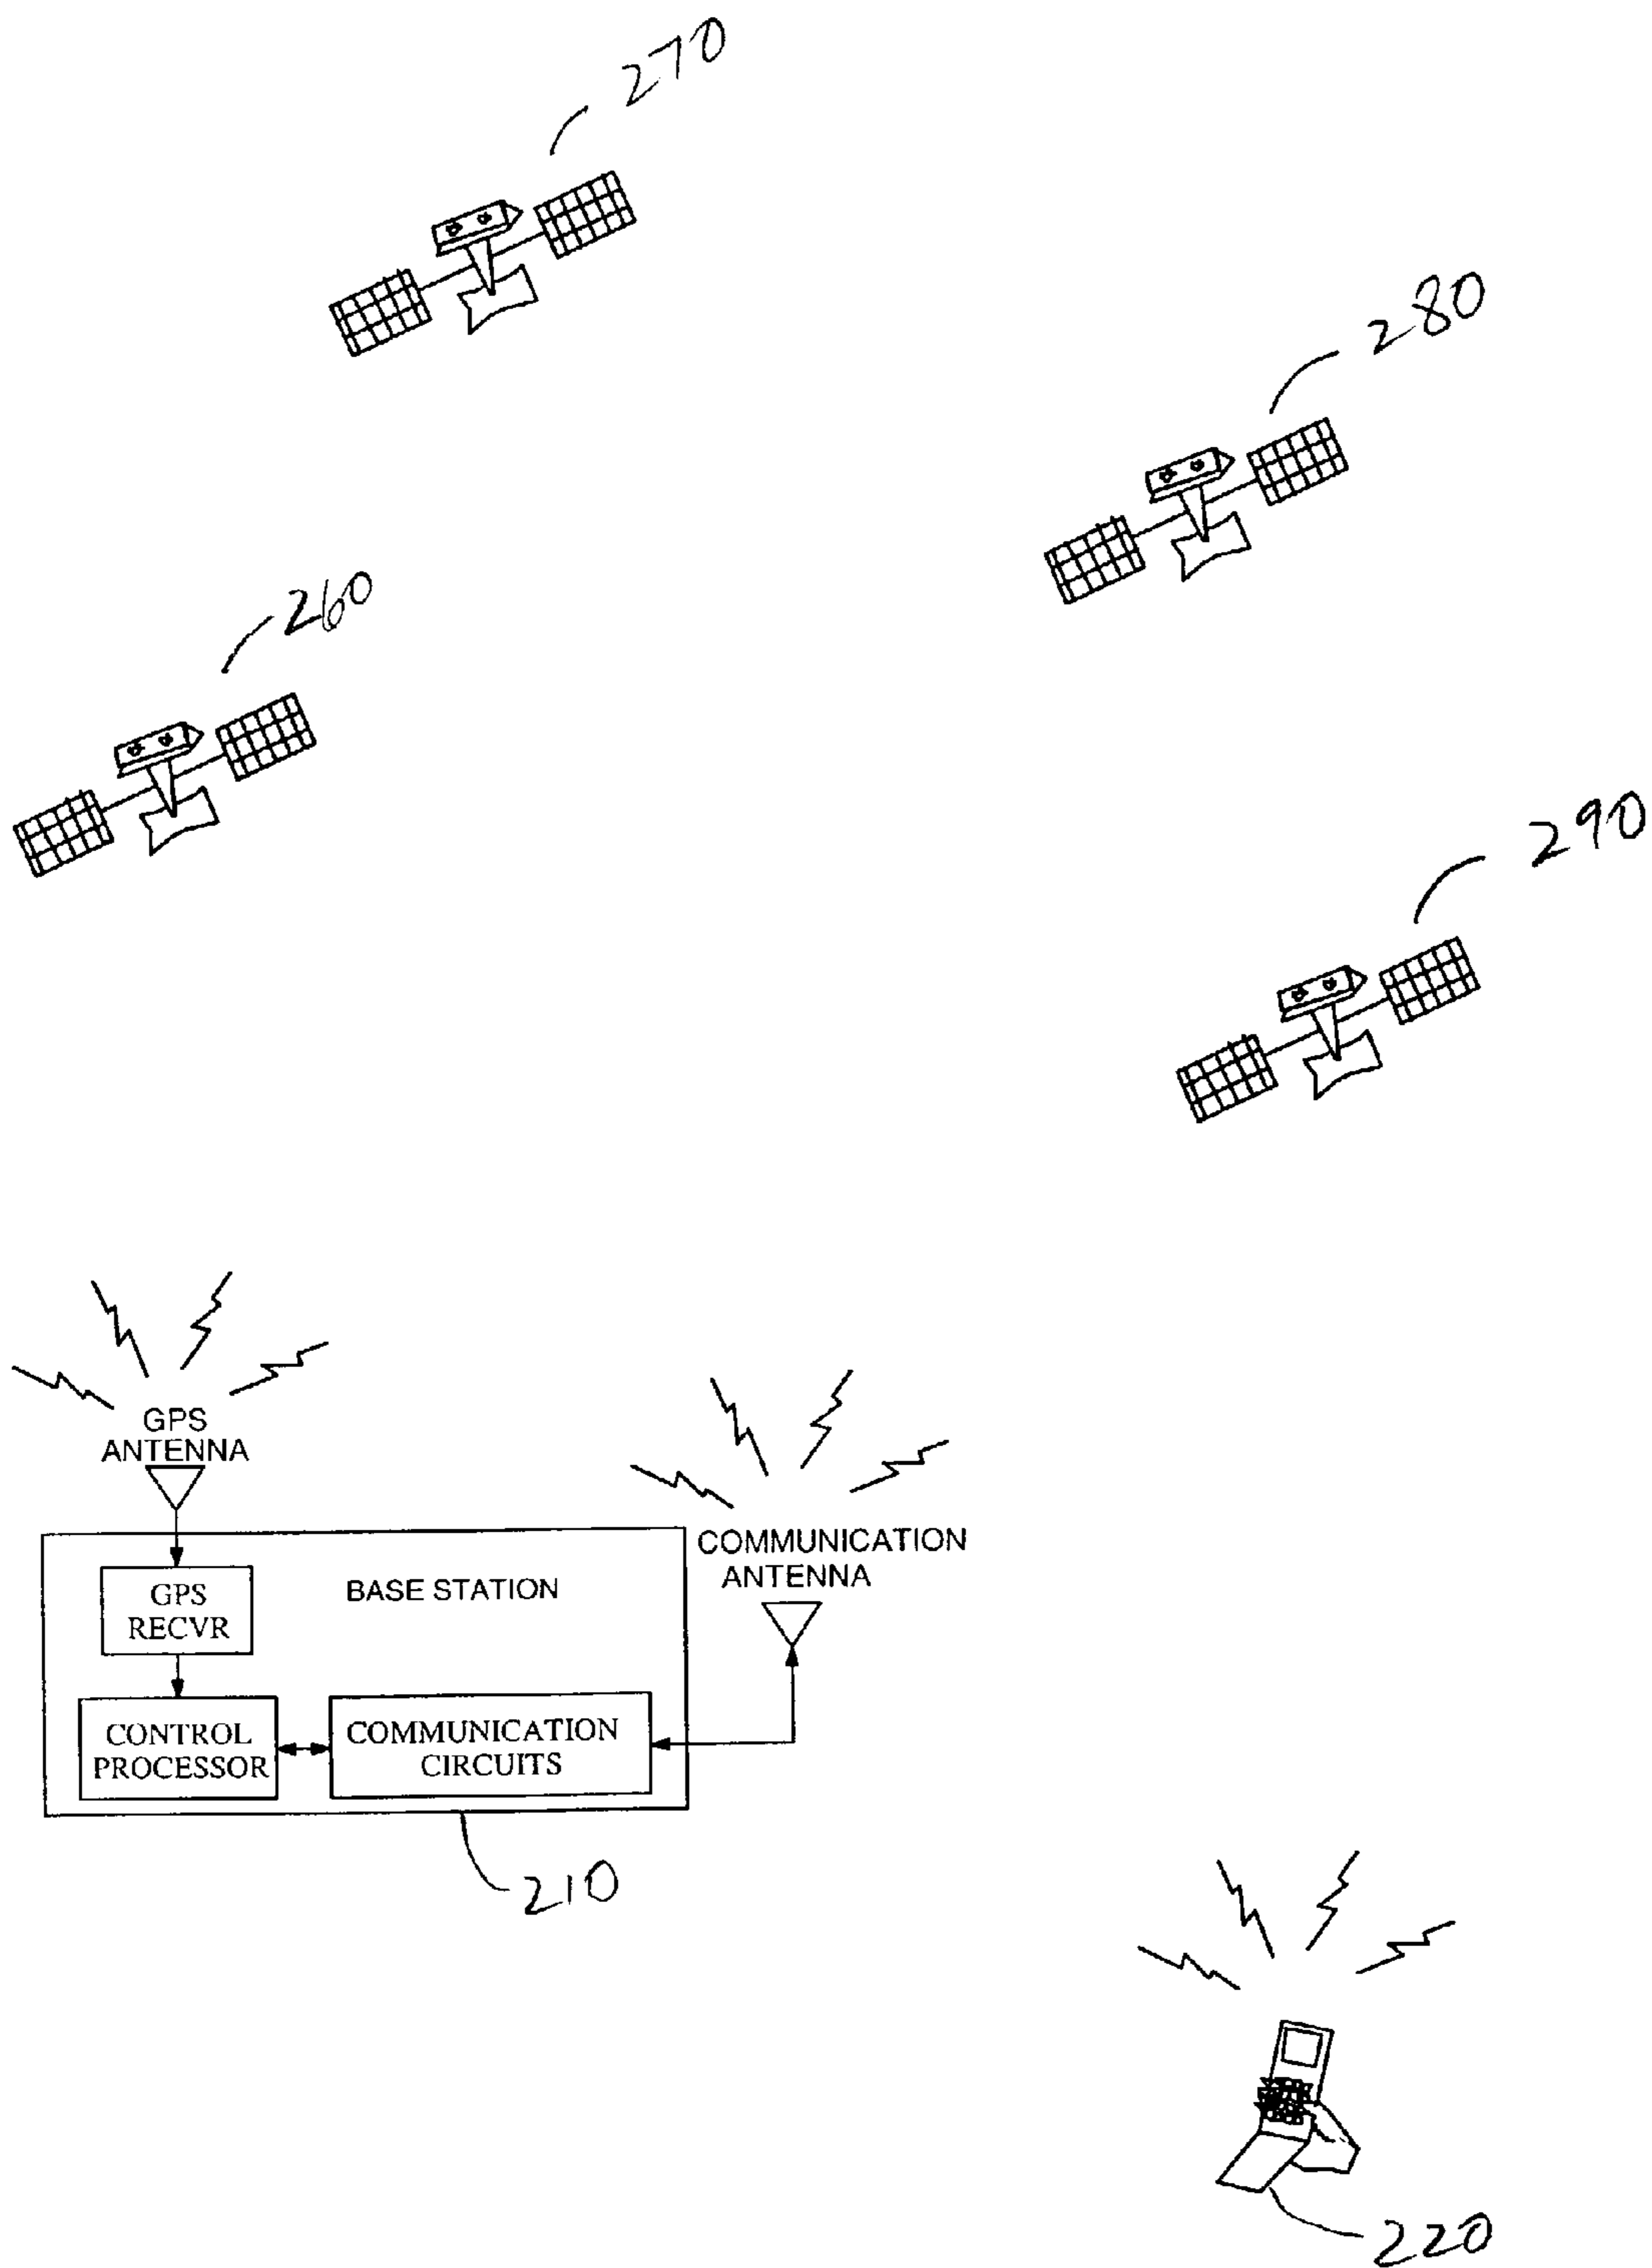 270
280
260
290
GPS
ANTENNA
COMMUNICATION
ANTENNA
BASE STATION
GPS
RECVR
CONTROL
PROCESSOR
COMMUNICATION
CIRCUITS
210
220